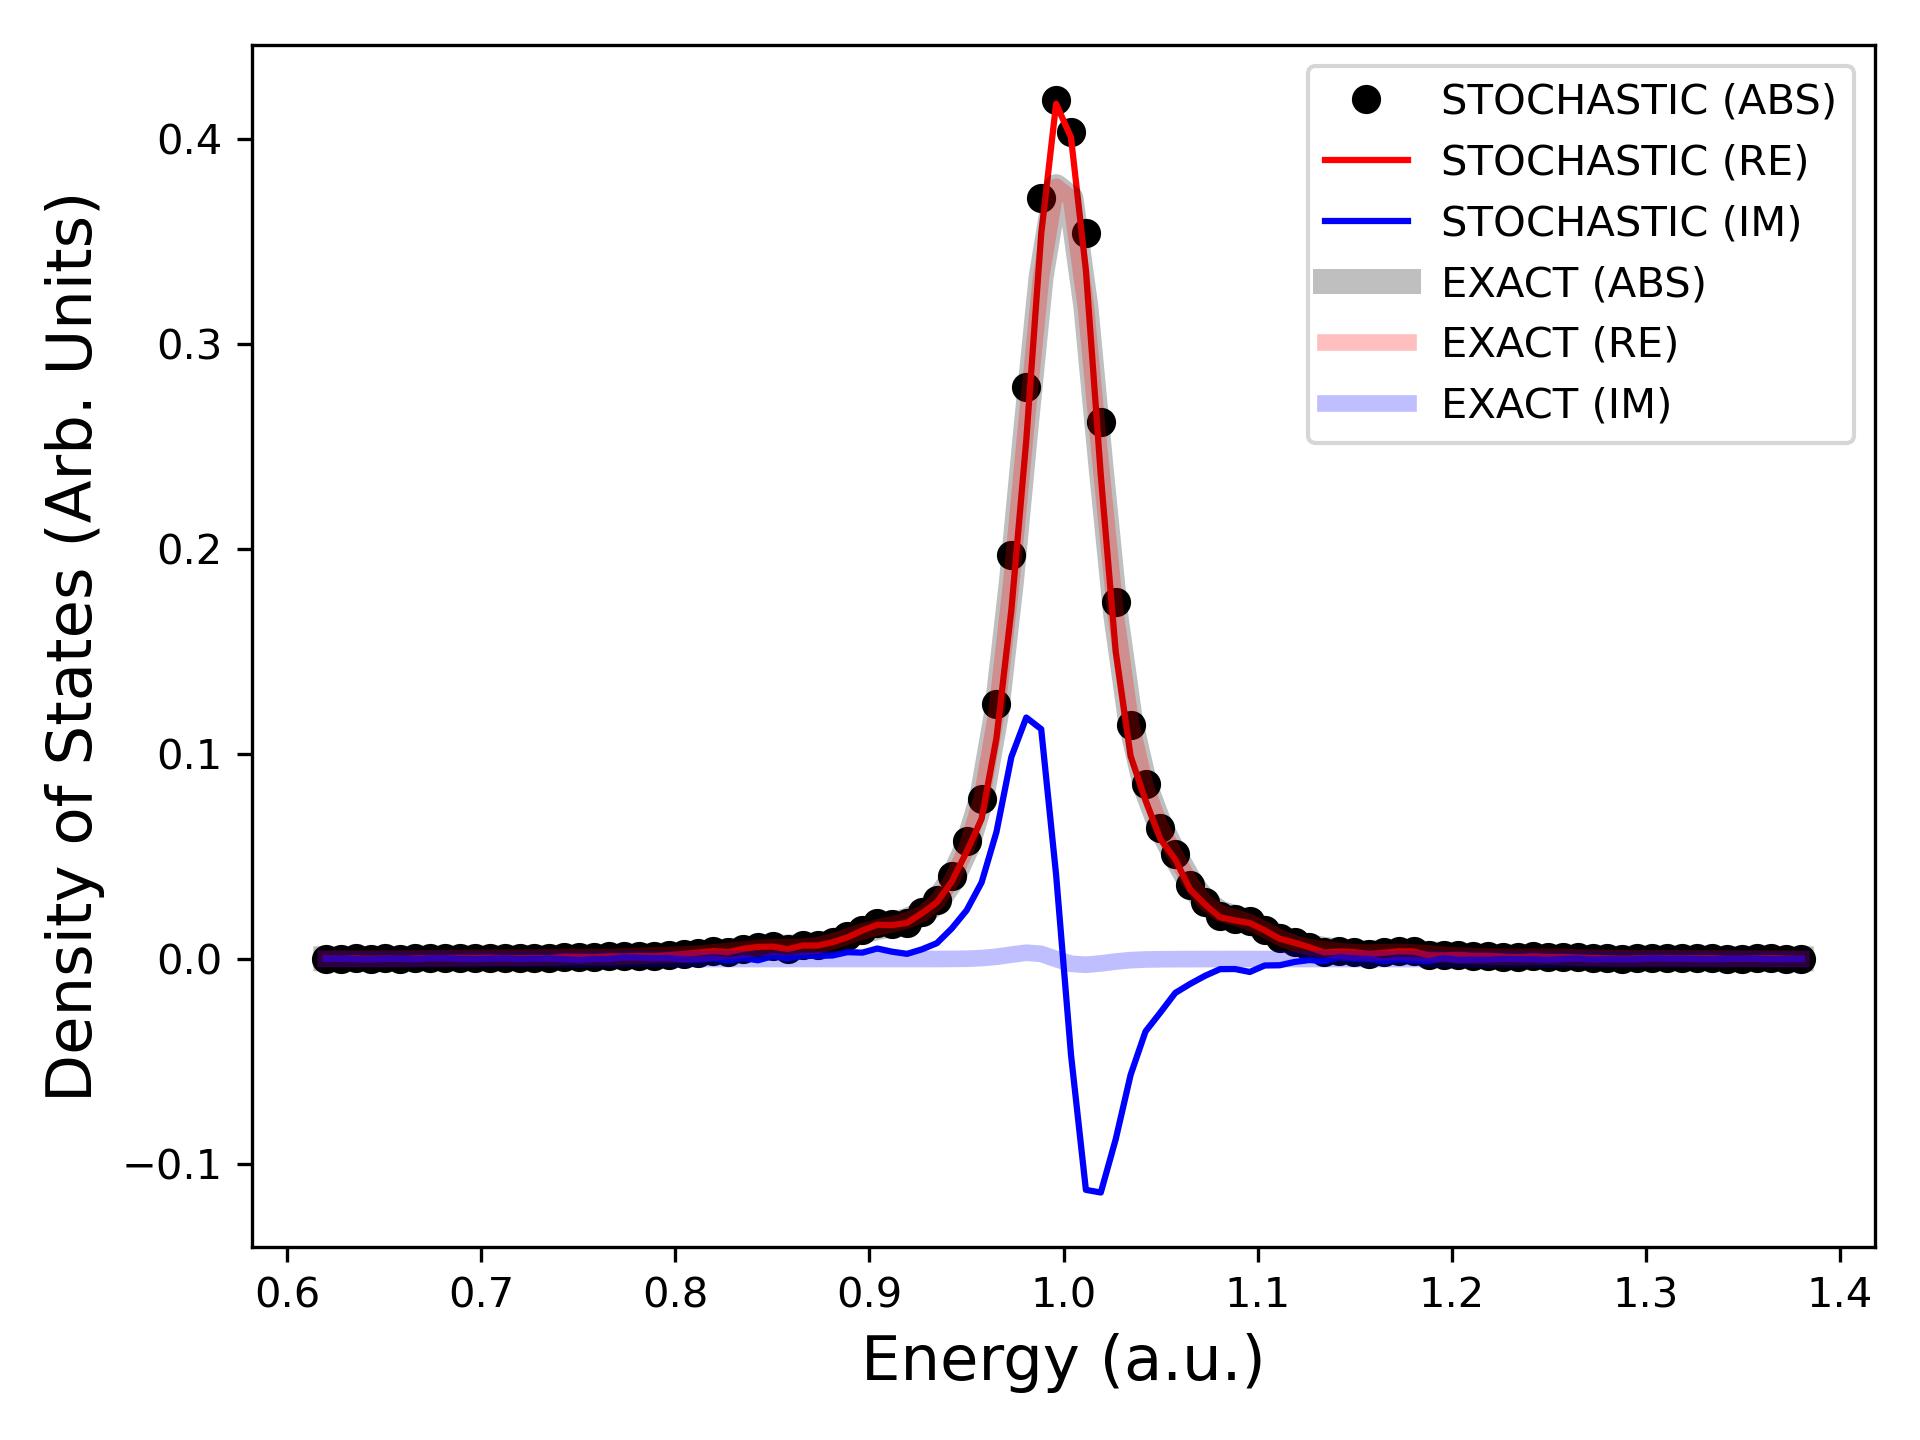 Density of States (Arb. Units)
0.4
0.3
0.2
0.1
0.0
−0.1
STOCHASTIC (ABS)
STOCHASTIC (RE)
STOCHASTIC (IM)
EXACT (ABS)
EXACT (RE)
EXACT (IM)
0.6 0.7 0.8 0.9 1.0 1.1 1.2 1.3 1.4
Energy (a.u.)